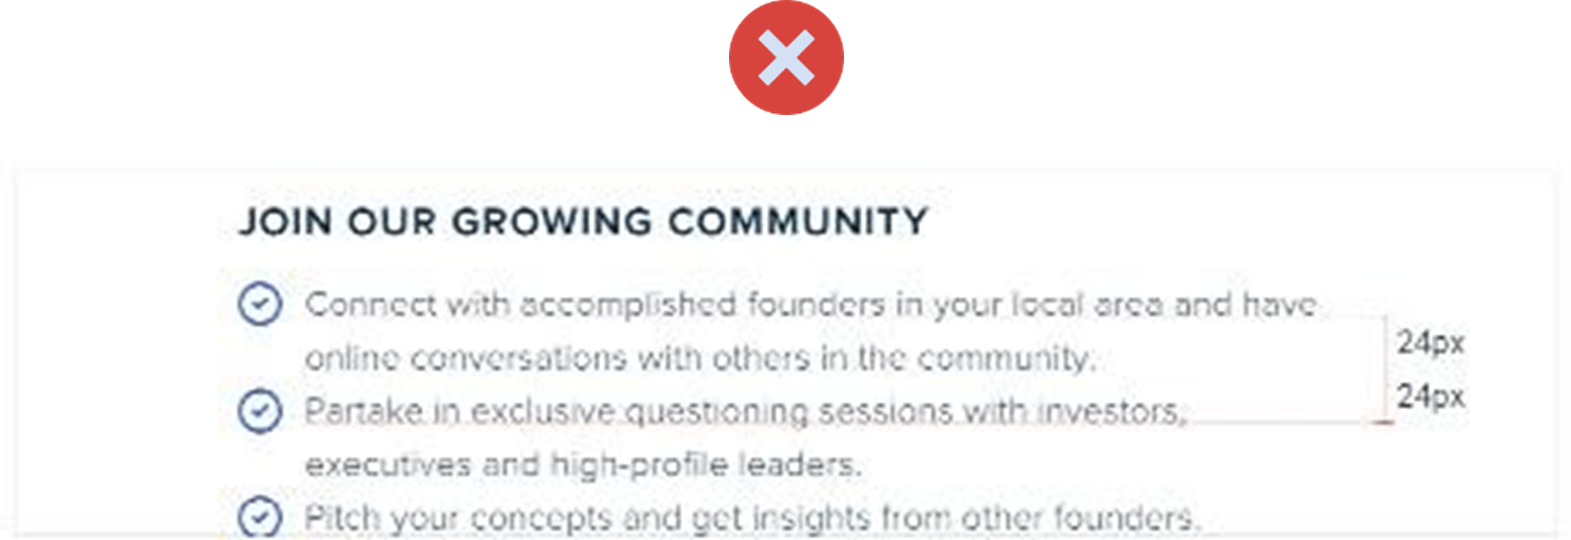 JOIN OUR GROWING COMMUNITY
Connect with accomplished founders in your local area and have
24px
online conversations with others in the community.
24px
Partake in exclusive questioning sessions with investors,
executives and high-profile leaders.
Pitch your concepts and get insights from other founders.